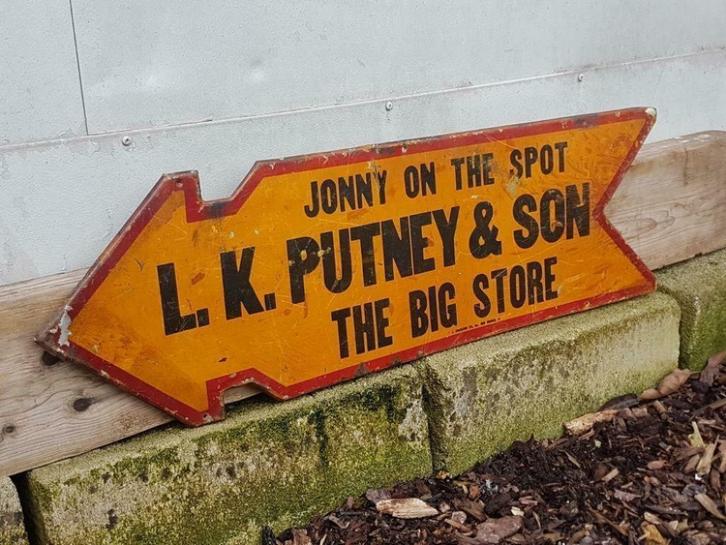 JONNY ON THE SPOT
L. K. PUTNEY & SON
THE BIG STORE